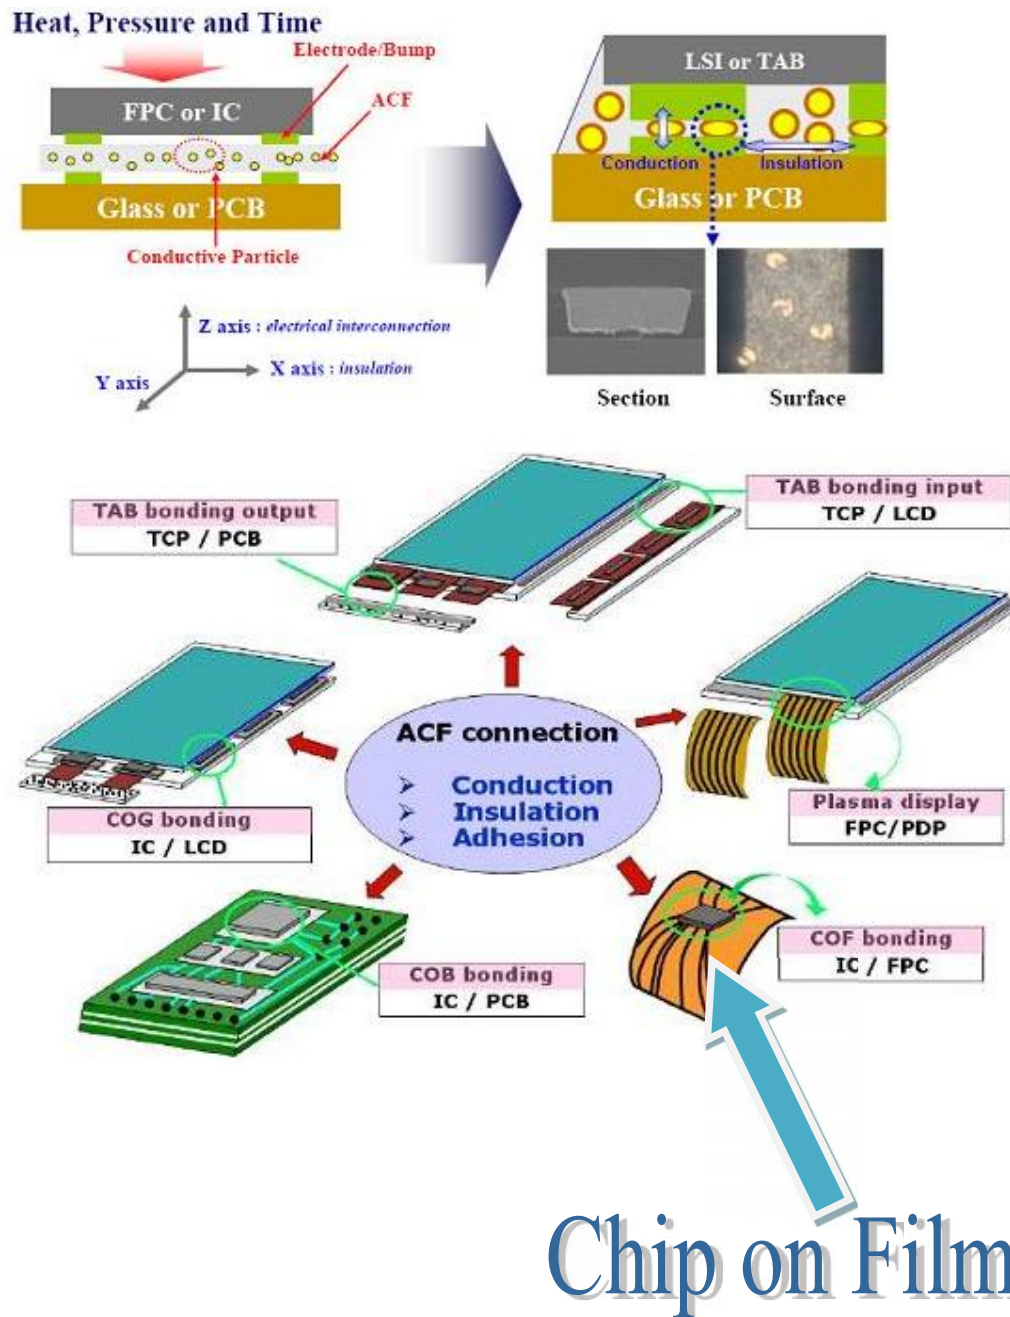 Heat, Pressure and Time
Electrode/Bump
FPC or IC
ACF
Glass or PCB
Conductive Particle
Z axis : electrical interconnection
X axis : insulation
Y axis
LSI or TAB
Conduction
Insulation
Glass or PCB
Section
Surface
TAB bonding output
TCP / PCB
TAB bonding input
TCP / LCD
ACF connection
➢ Conduction
➢ Insulation
➢ Adhesion
COG bonding
IC / LCD
Plasma display
FPC/PDP
COB bonding
IC / PCB
COF bonding
IC / FPC
Chip on Film